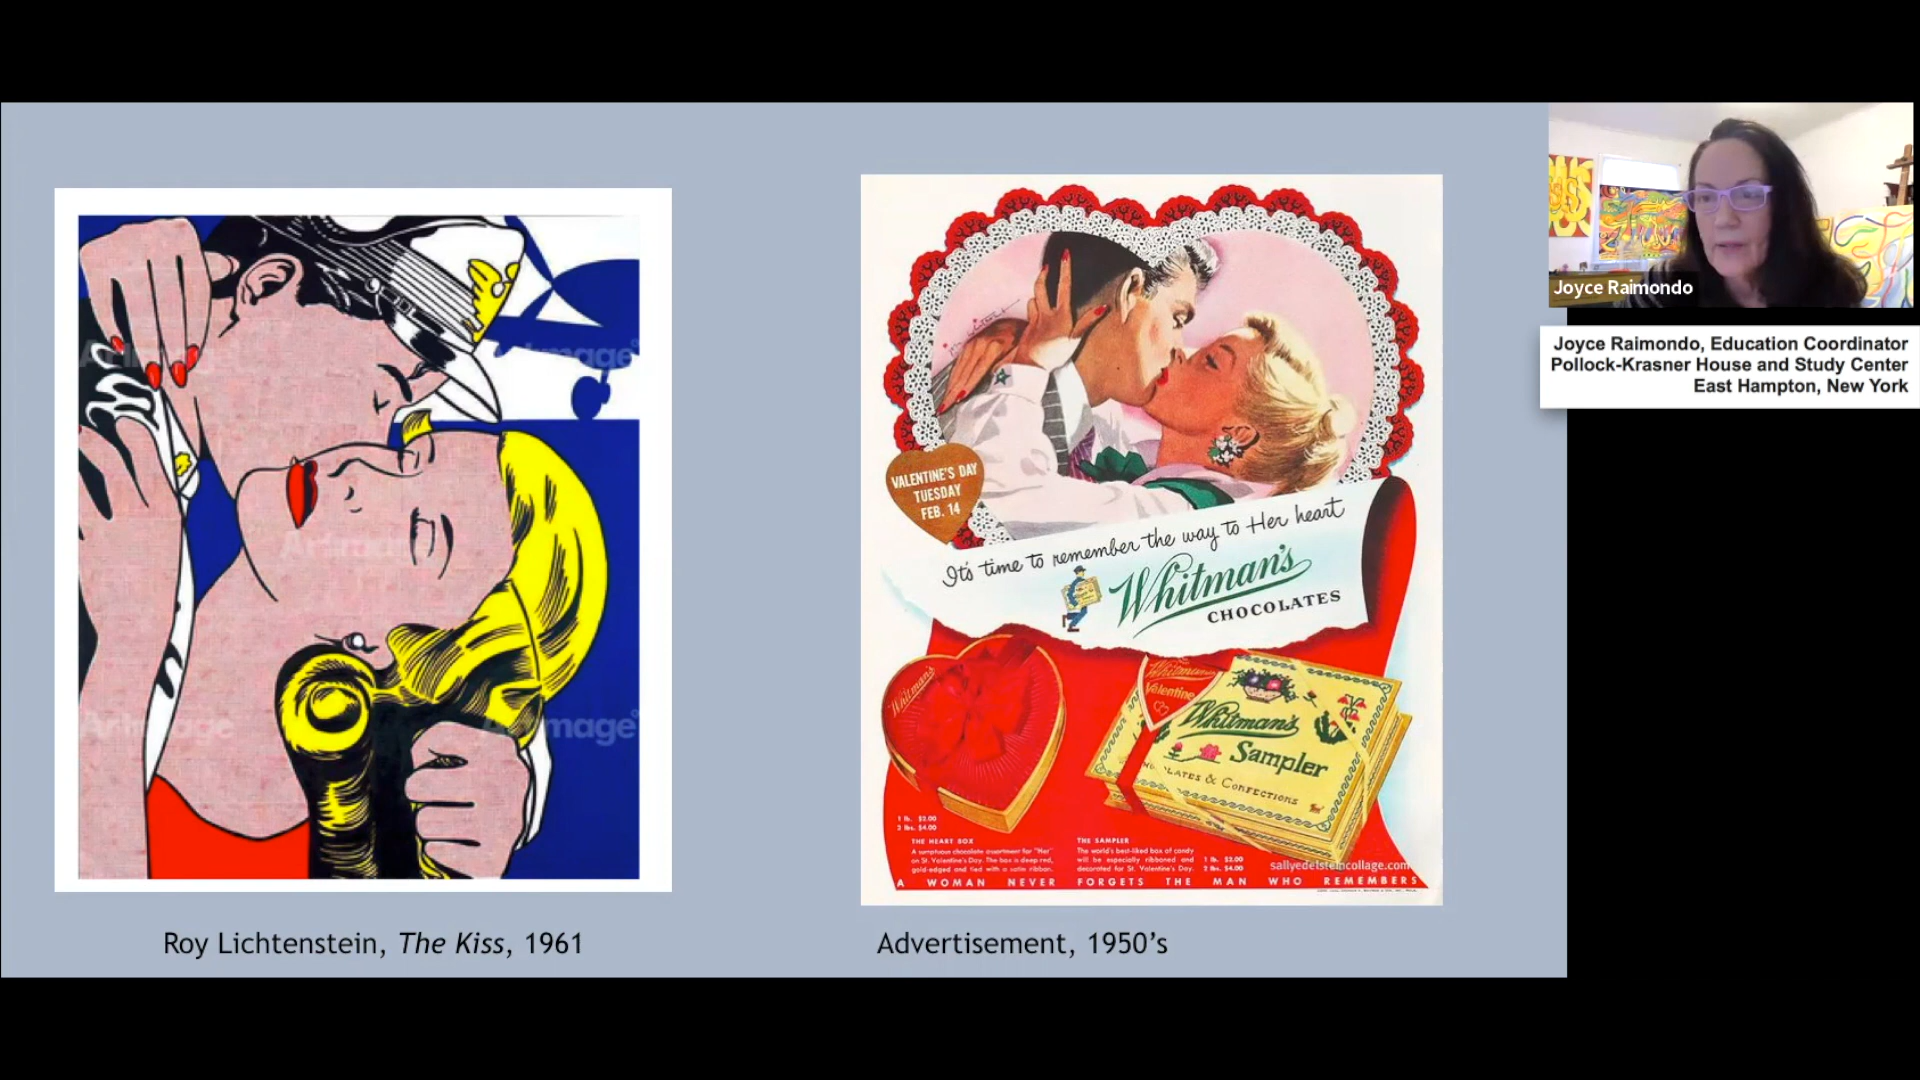 Joyce Raimondo
Joyce Raimondo, Education Coordinator
Pollock-Krasner House and Study Center
East Hampton, New York
ArtImage
VALENTINE'S DAY
TUESDAY
FEB. 14
It's time to remember the way to Her heart
Whitman's
CHOCOLATES
Whitman's
Whitman's
Valentine
Whitman's
Sampler
& CONFECTIONS
1 lb. $2.00
2 lbs. $4.00
THE HEART BOX
A sumptuous chocolate assortment for "Her"
on St. Valentine's Day. The box is deep red,
gold-edged and tied with a satin ribbon.
THE SAMPLER
The world's best-liked box of candy
will be especially ribboned and
decorated for St. Valentine's Day.
1 lb. $2.00
2 lbs. $4.00
sallyedelsteincollage.com
A WOMAN NEVER FORGETS THE MAN WHO REMEMBERS
Roy Lichtenstein, The Kiss, 1961
Advertisement, 1950's